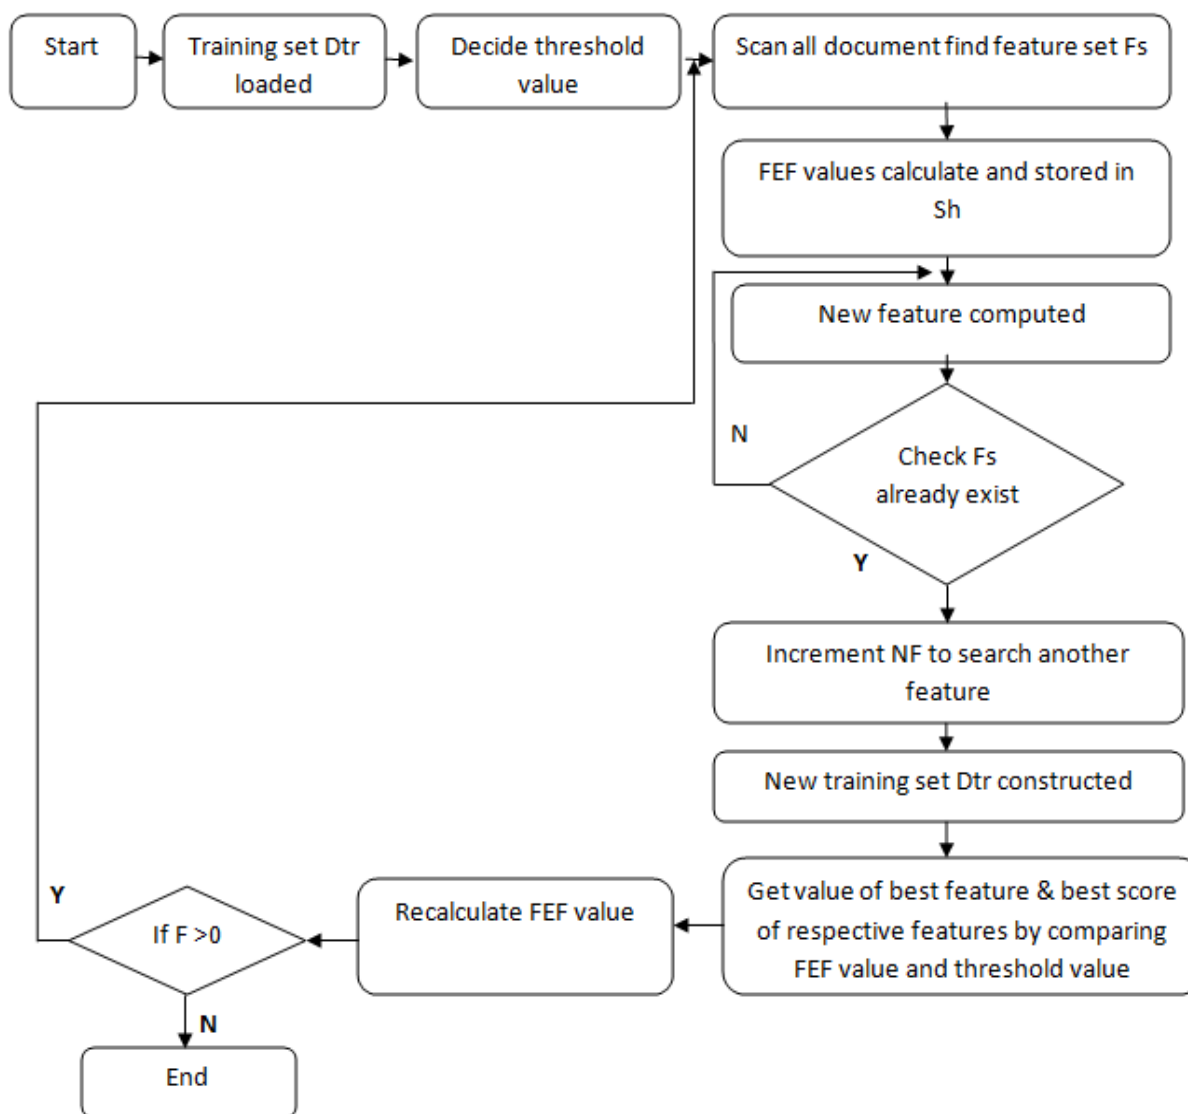 Start
Training set Dtr
loaded
Decide threshold
value
Scan all document find feature set Fs
FEF values calculate and stored in
Sh
New feature computed
N
Check Fs
already exist
Y
Increment NF to search another
feature
New training set Dtr constructed
Get value of best feature & best score
of respective features by comparing
FEF value and threshold value
Recalculate FEF value
If F >0
Y
N
End